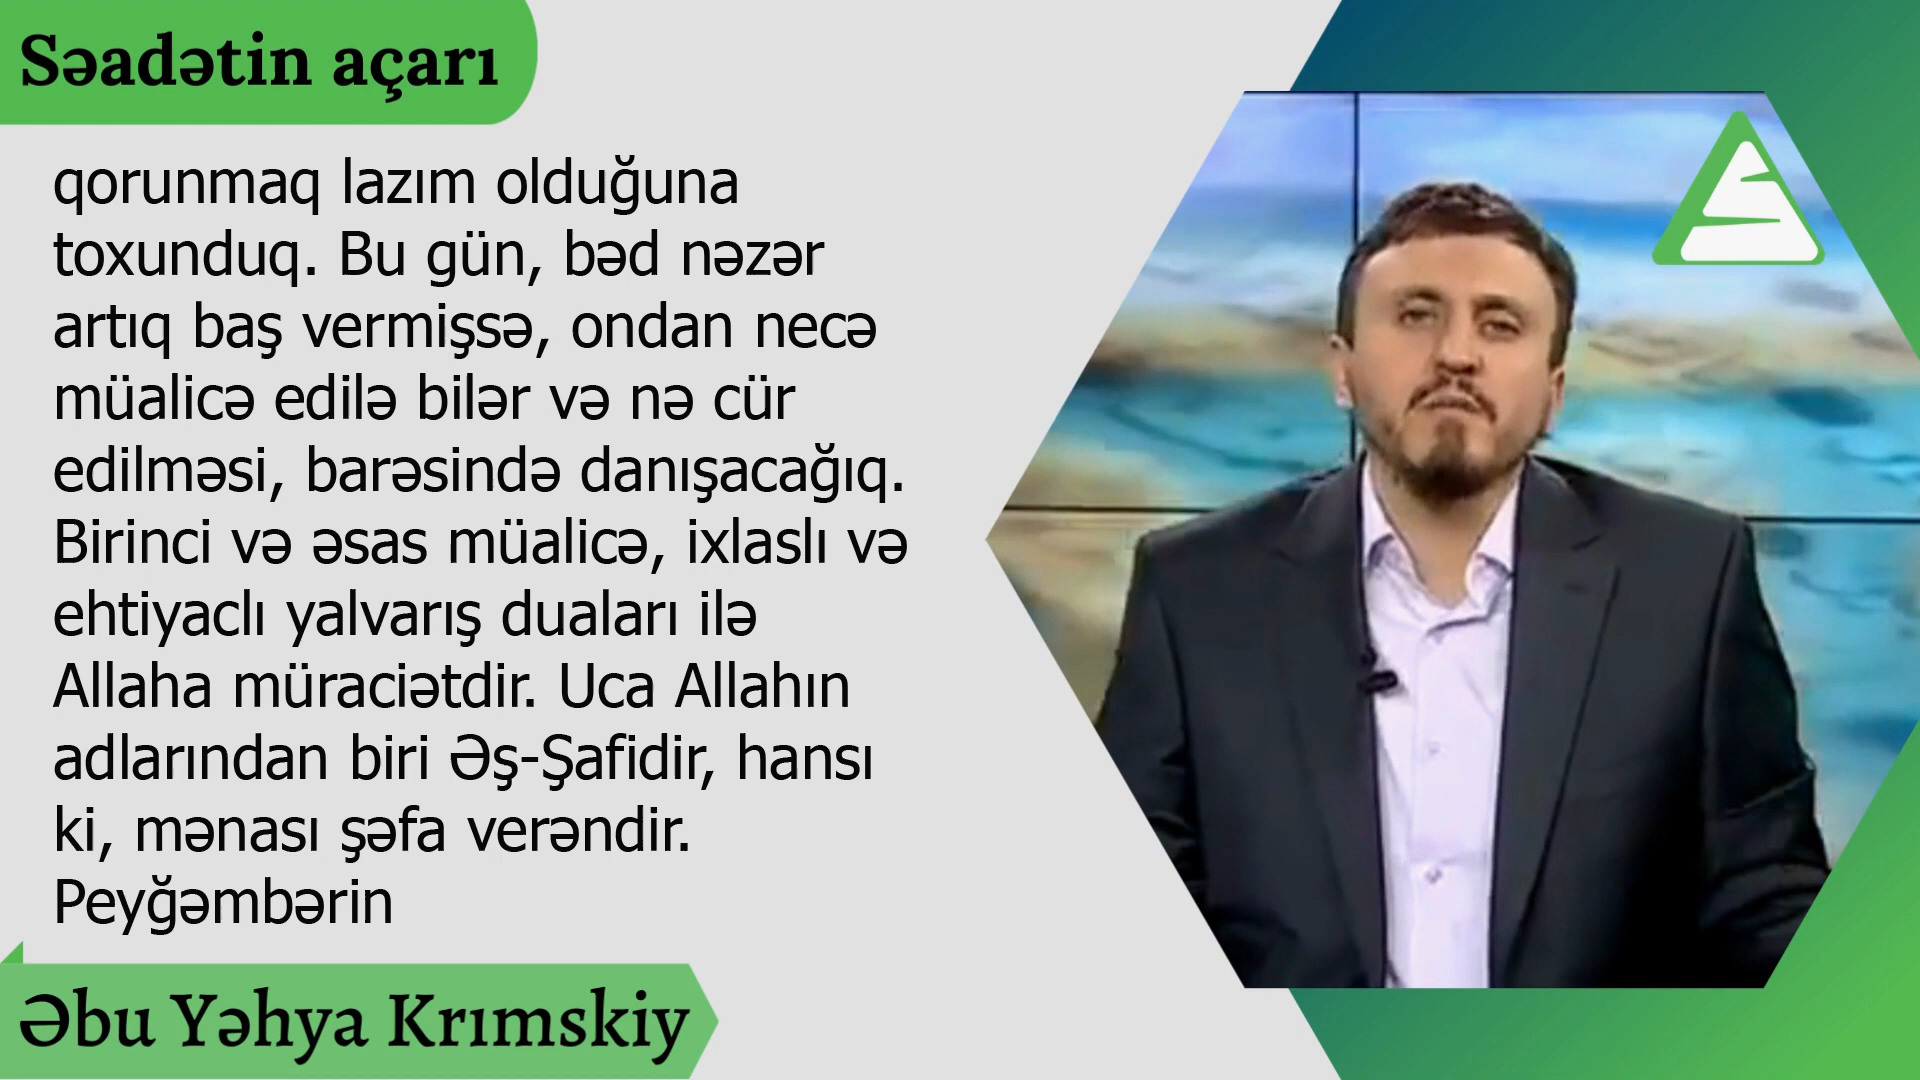 Səadətin açarı
qorunmaq lazım olduğuna
toxunduq. Bu gün, bəd nəzər
artıq baş vermişsə, ondan necə
müalicə edilə bilər və nə cür
edilməsi, barəsində danışacağıq.
Birinci və əsas müalicə, ixlaslı və
ehtiyaclı yalvarış duaları ilə
Allaha müraciətdir. Uca Allahın
adlarından biri Əş-Şafidir, hansı
ki, mənası şəfa verəndir.
Peyğəmbərin
Əbu Yəhya Krımskiy